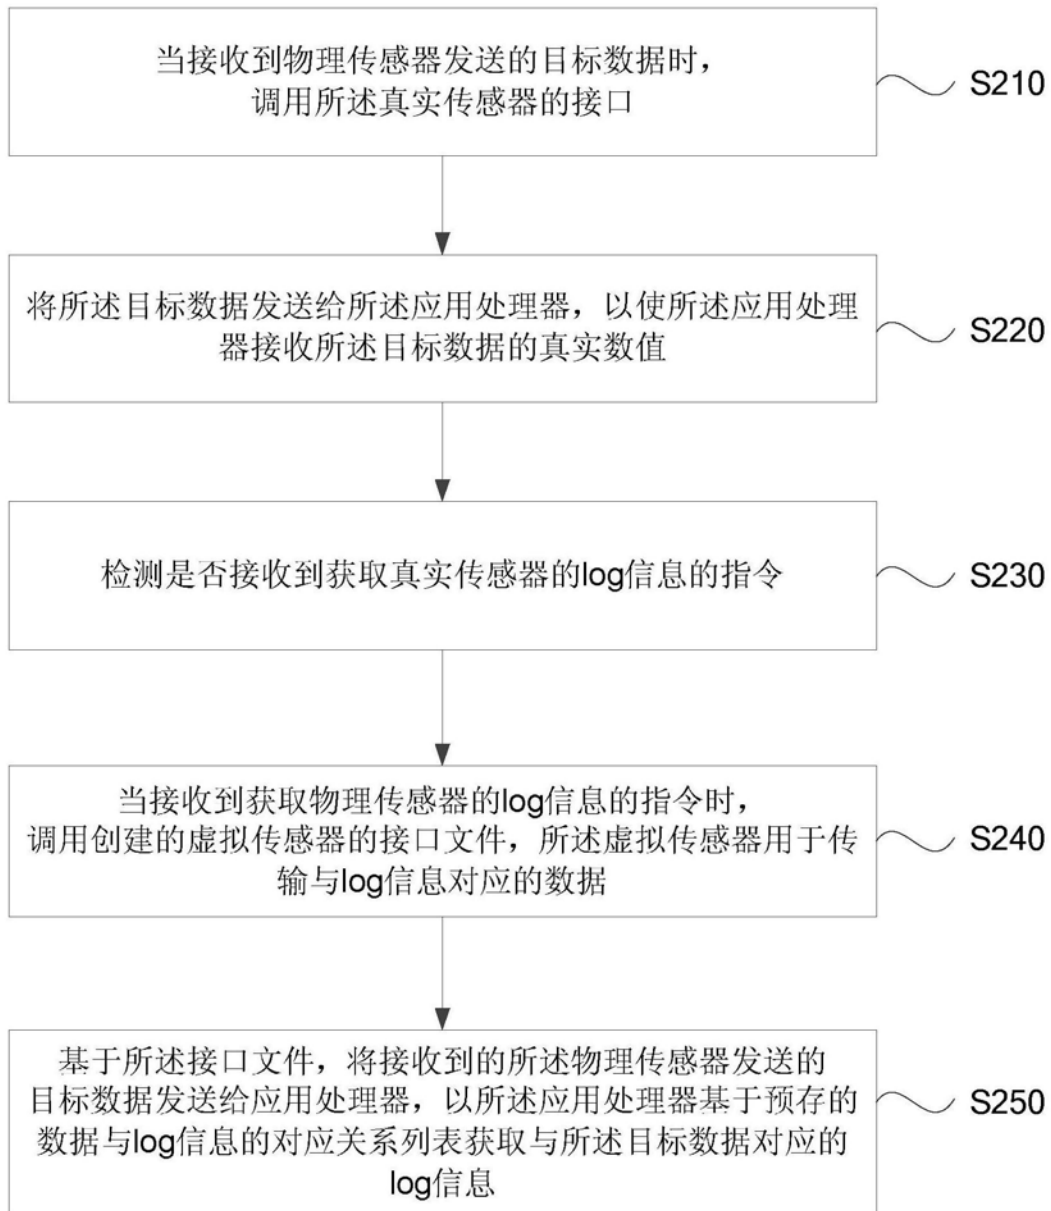 当接收到物理传感器发送的目标数据时，
调用所述真实传感器的接口
S210
将所述目标数据发送给所述应用处理器，以使所述应用处理
器接收所述目标数据的真实数值
S220
检测是否接收到获取真实传感器的log信息的指令
S230
当接收到获取物理传感器的log信息的指令时，
调用创建的虚拟传感器的接口文件，所述虚拟传感器用于传
输与log信息对应的数据
S240
基于所述接口文件，将接收到的所述物理传感器发送的
目标数据发送给应用处理器，以所述应用处理器基于预存的
数据与log信息的对应关系列表获取与所述目标数据对应的
log信息
S250